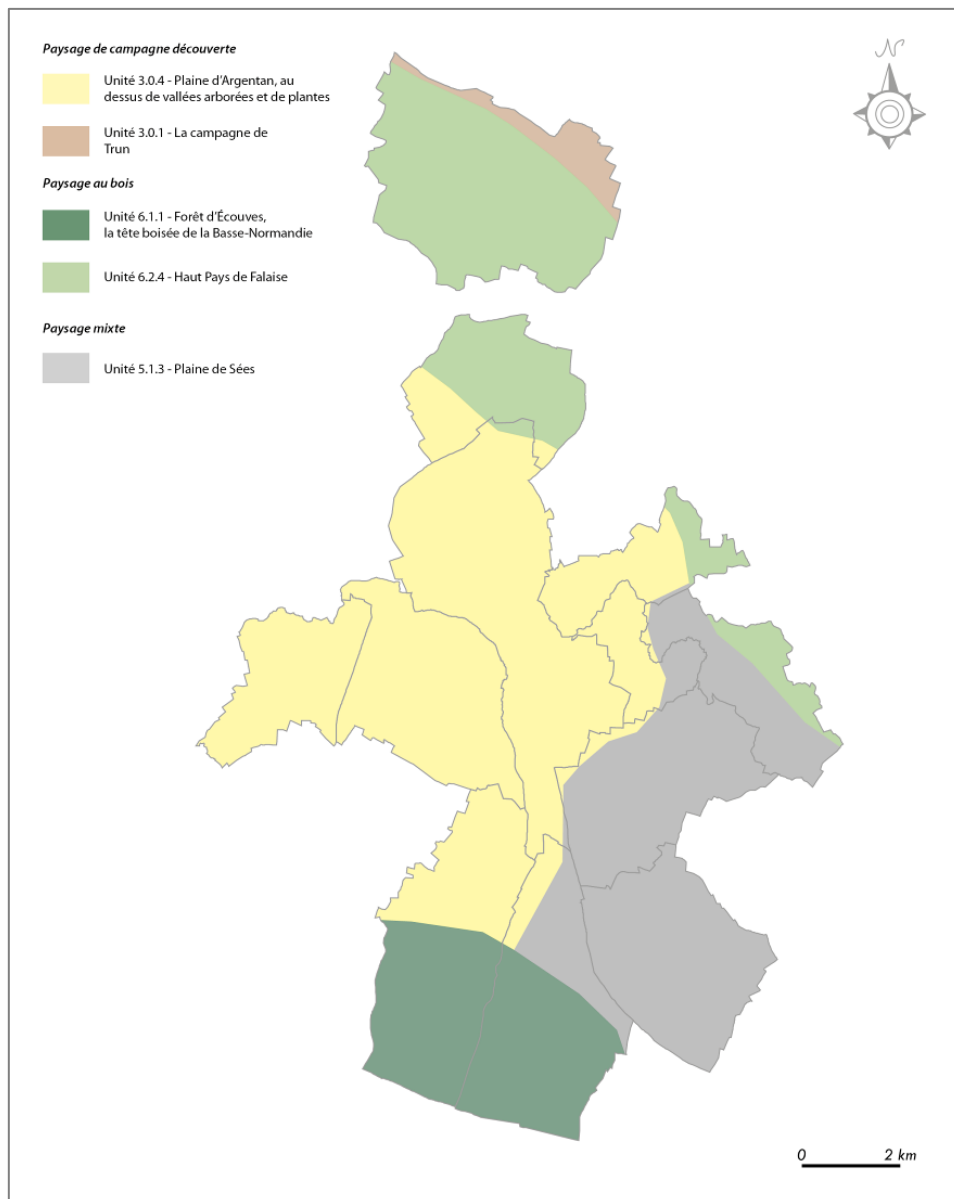 Paysage de campagne découverte
Unité 3.0.4 - Plaine d'Argentan, au
dessus de vallées arborées et de plantes
Unité 3.0.1 - La campagne de
Trun
Paysage au bois
Unité 6.1.1 - Forêt d'Écouves,
la tête boisée de la Basse-Normandie
Unité 6.2.4 - Haut Pays de Falaise
Paysage mixte
Unité 5.1.3 - Plaine de Sées
N
0 2 km